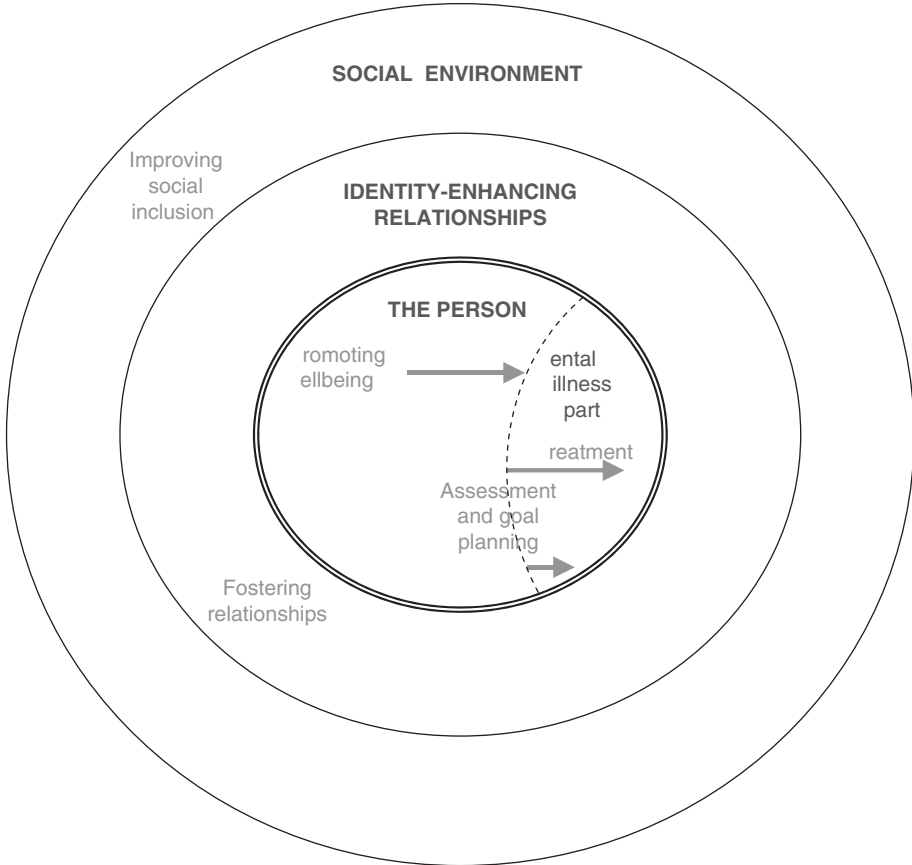 SOCIAL ENVIRONMENT
Improving
social
inclusion
IDENTITY-ENHANCING
RELATIONSHIPS
THE PERSON
romoting
ellbeing
ental
illness
part
reatment
Assessment
and goal
planning
Fostering
relationships